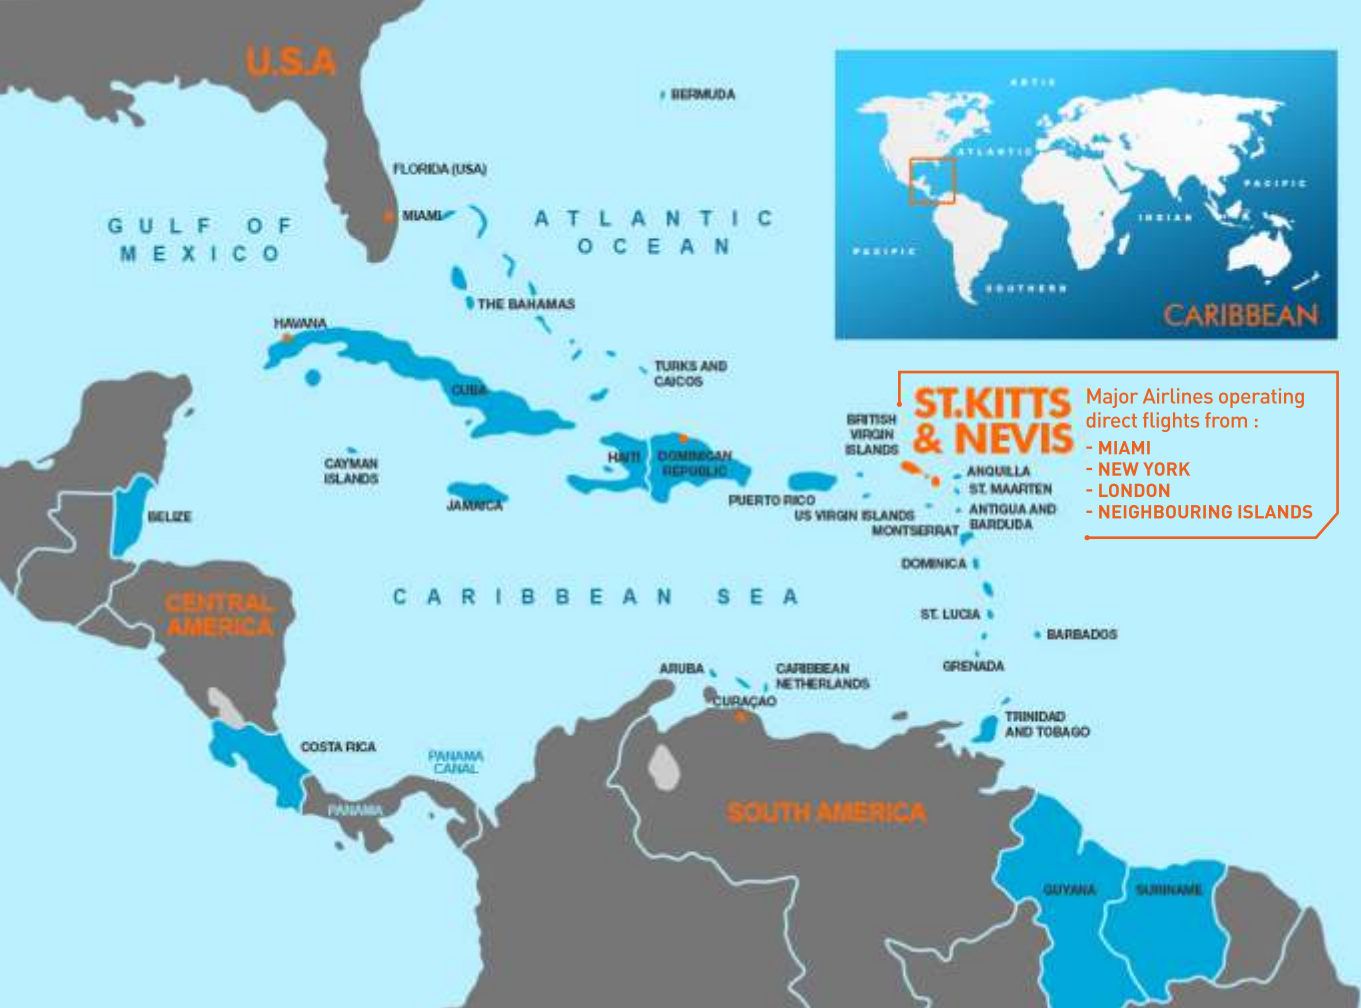 U.S.A
BERMUDA
ARTIC
ATLANTIC
PACIFIC
INDIAN
PACIFIC
SOUTHERN
CARIBBEAN
FLORIDA (USA)
MIAMI
GULF OF
MEXICO
ATLANTIC
OCEAN
THE BAHAMAS
HAVANA
CUBA
TURKS AND
CAICOS
ST.KITTS
& NEVIS
Major Airlines operating
direct flights from :
- MIAMI
- NEW YORK
- LONDON
- NEIGHBOURING ISLANDS
BRITISH
VIRGIN
ISLANDS
CAYMAN
ISLANDS
HAITI
DOMINICAN
REPUBLIC
JAMAICA
PUERTO RICO
US VIRGIN ISLANDS
ANQUILLA
ST. MAARTEN
ANTIGUA AND
BARDUDA
MONTSERRAT
BELIZE
DOMINICA
CENTRAL
AMERICA
CARIBBEAN SEA
ST. LUCIA
BARBADOS
GRENADA
ARUBA
CARIBBEAN
NETHERLANDS
CURAÇAO
TRINIDAD
AND TOBAGO
COSTA RICA
PANAMA
CANAL
PANAMA
SOUTH AMERICA
GUYANA
SURINAME